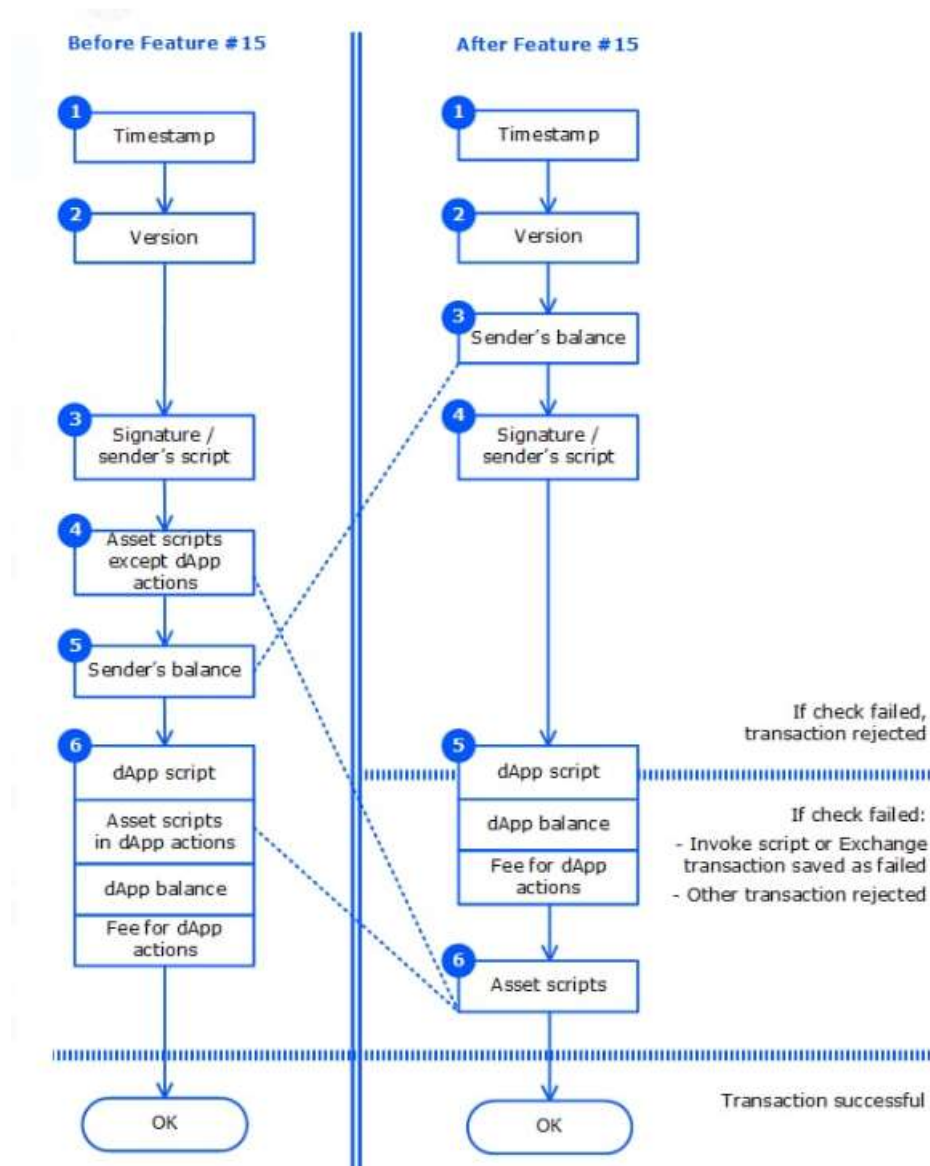 Before Feature #15
1
Timestamp
2
Version
3
Signature /
sender's script
4
Asset scripts
except dApp
actions
5
Sender's balance
6
dApp script
Asset scripts
in dApp actions
dApp balance
Fee for dApp
actions
OK
After Feature #15
1
Timestamp
2
Version
3
Sender's balance
4
Signature /
sender's script
If check failed,
transaction rejected
5
dApp script
dApp balance
Fee for dApp
actions
If check failed:
- Invoke script or Exchange
transaction saved as failed
- Other transaction rejected
6
Asset scripts
OK
Transaction successful